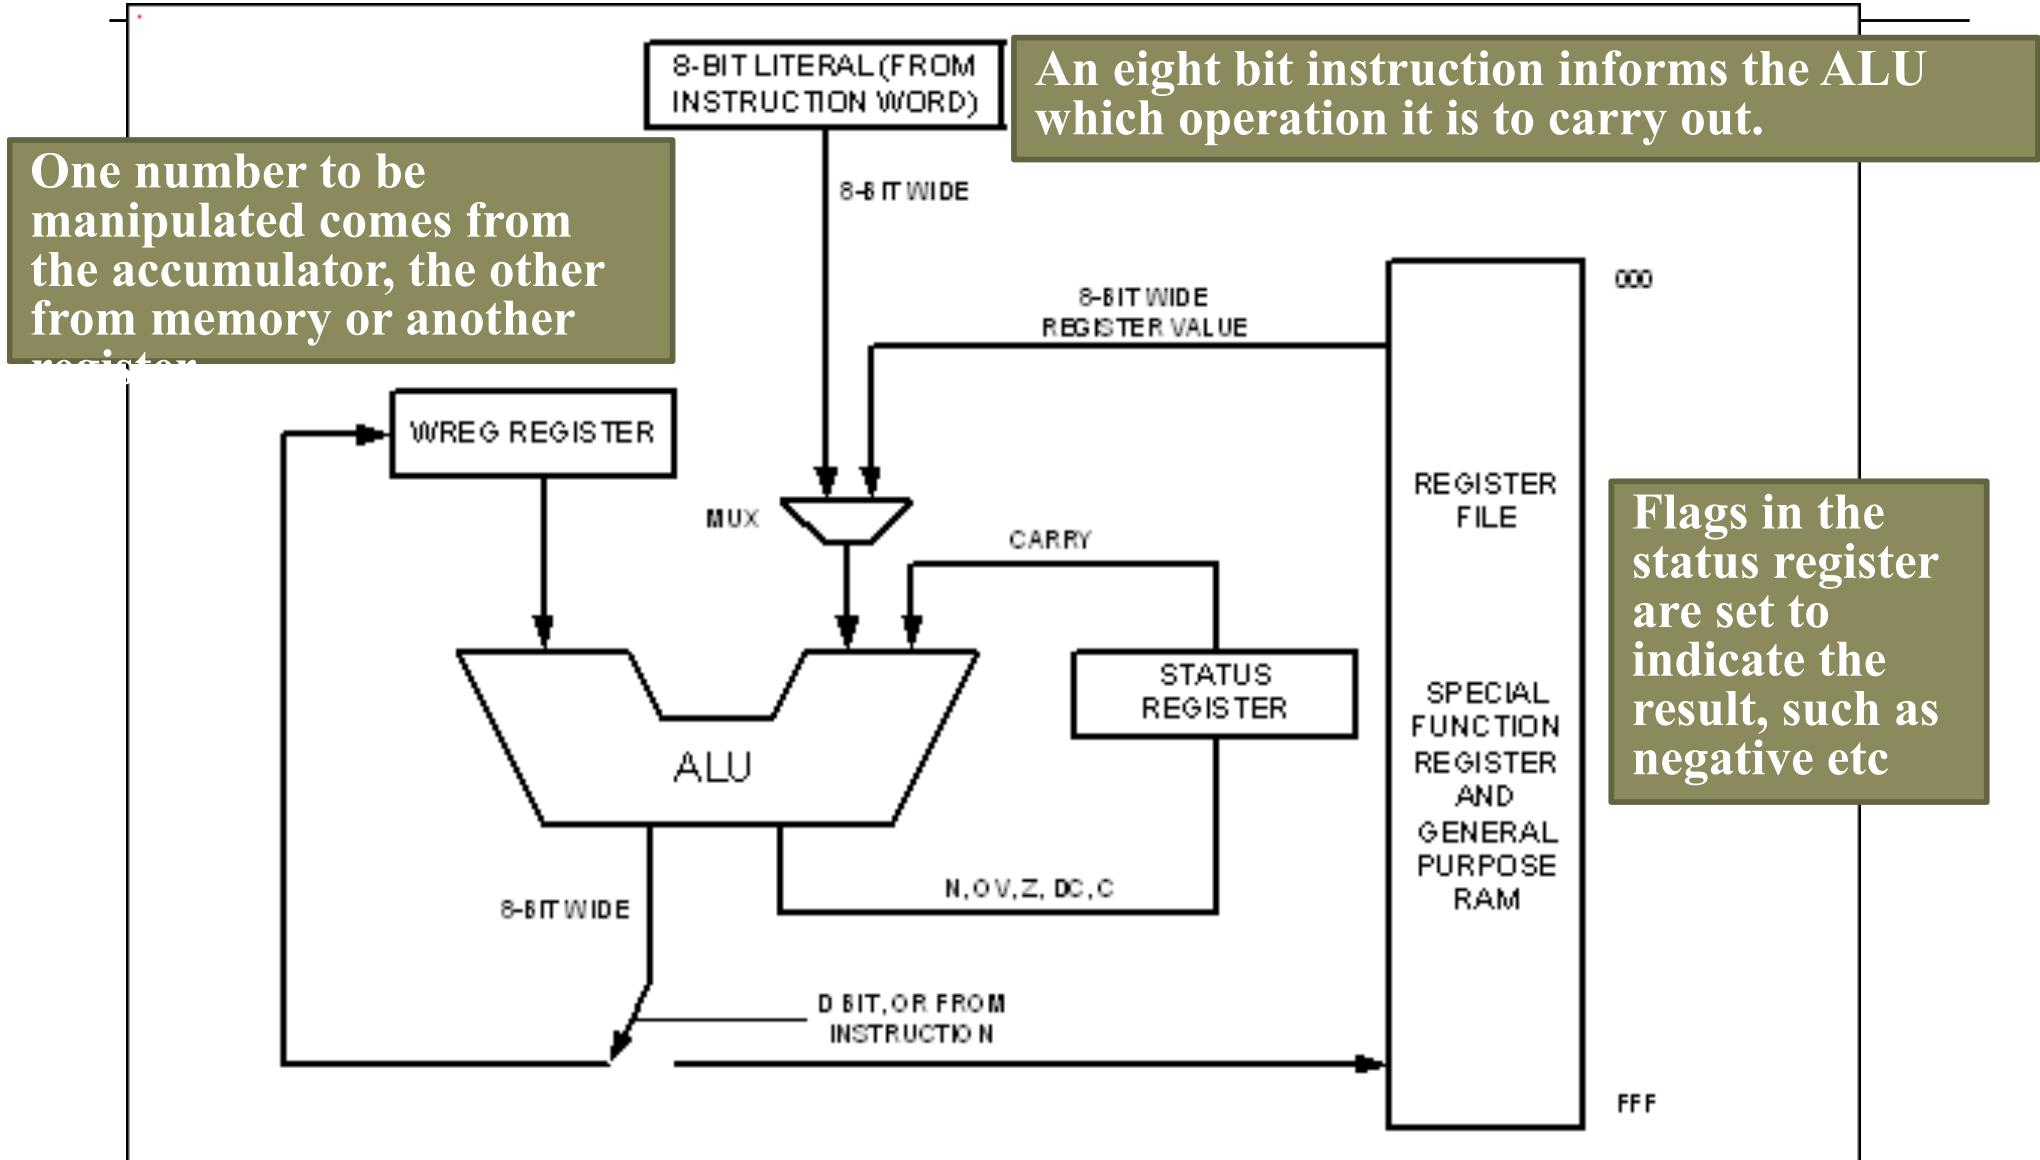 8-BIT LITERAL (FROM
INSTRUCTION WORD)
An eight bit instruction informs the ALU
which operation it is to carry out.
One number to be
manipulated comes from
the accumulator, the other
from memory or another
register
8-BIT WIDE
8-BIT WIDE
REGISTER VALUE
000
WREG REGISTER
MUX
CARRY
REGISTER
FILE
Flags in the
status register
are set to
indicate the
result, such as
negative etc
STATUS
REGISTER
SPECIAL
FUNCTION
REGISTER
AND
GENERAL
PURPOSE
RAM
ALU
N, OV, Z, DC, C
8-BIT WIDE
D BIT, OR FROM
INSTRUCTION
FFF